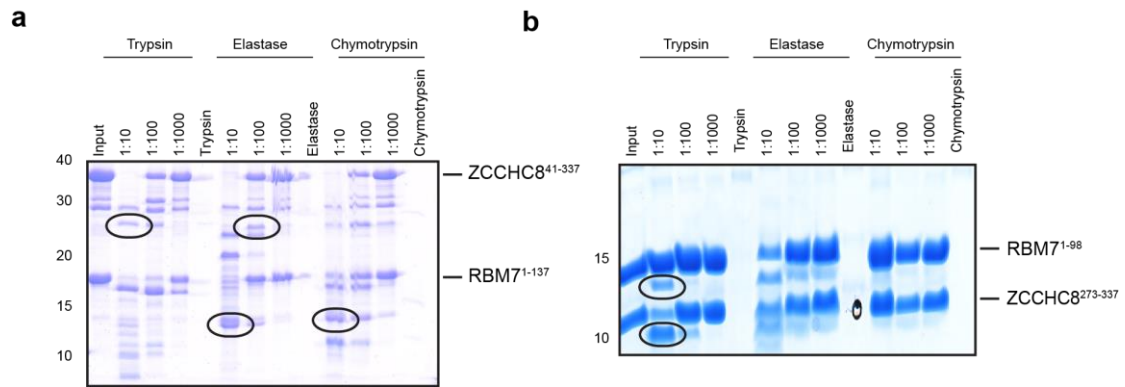 a
Trypsin Elastase Chymotrypsin
Input 1:10 1:100 1:1000 Trypsin 1:10 1:100 1:1000 Elastase 1:10 1:100 1:1000 Chymotrypsin
40
ZCCHC8⁴¹⁻³³⁷
30
20
RBM7¹⁻¹³⁷
15
10
b
Trypsin Elastase Chymotrypsin
Input 1:10 1:100 1:1000 Trypsin 1:10 1:100 1:1000 Elastase 1:10 1:100 1:1000 Chymotrypsin
RBM7¹⁻⁹⁸
15
ZCCHC8²⁷³⁻³³⁷
10